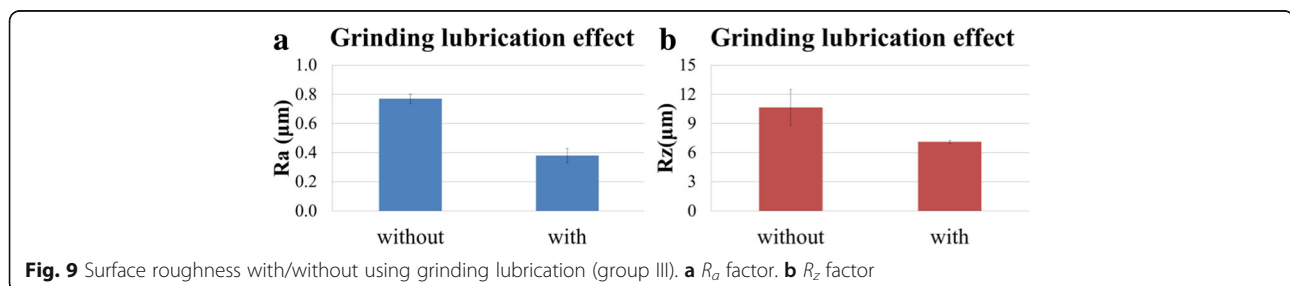 a Grinding lubrication effect
1.0
0.8
0.6
0.4
0.2
0.0
Ra (μm)
without with
b Grinding lubrication effect
15
12
9
6
3
0
Rz(μm)
without with
Fig. 9 Surface roughness with/without using grinding lubrication (group III). a Ra factor. b Rz factor